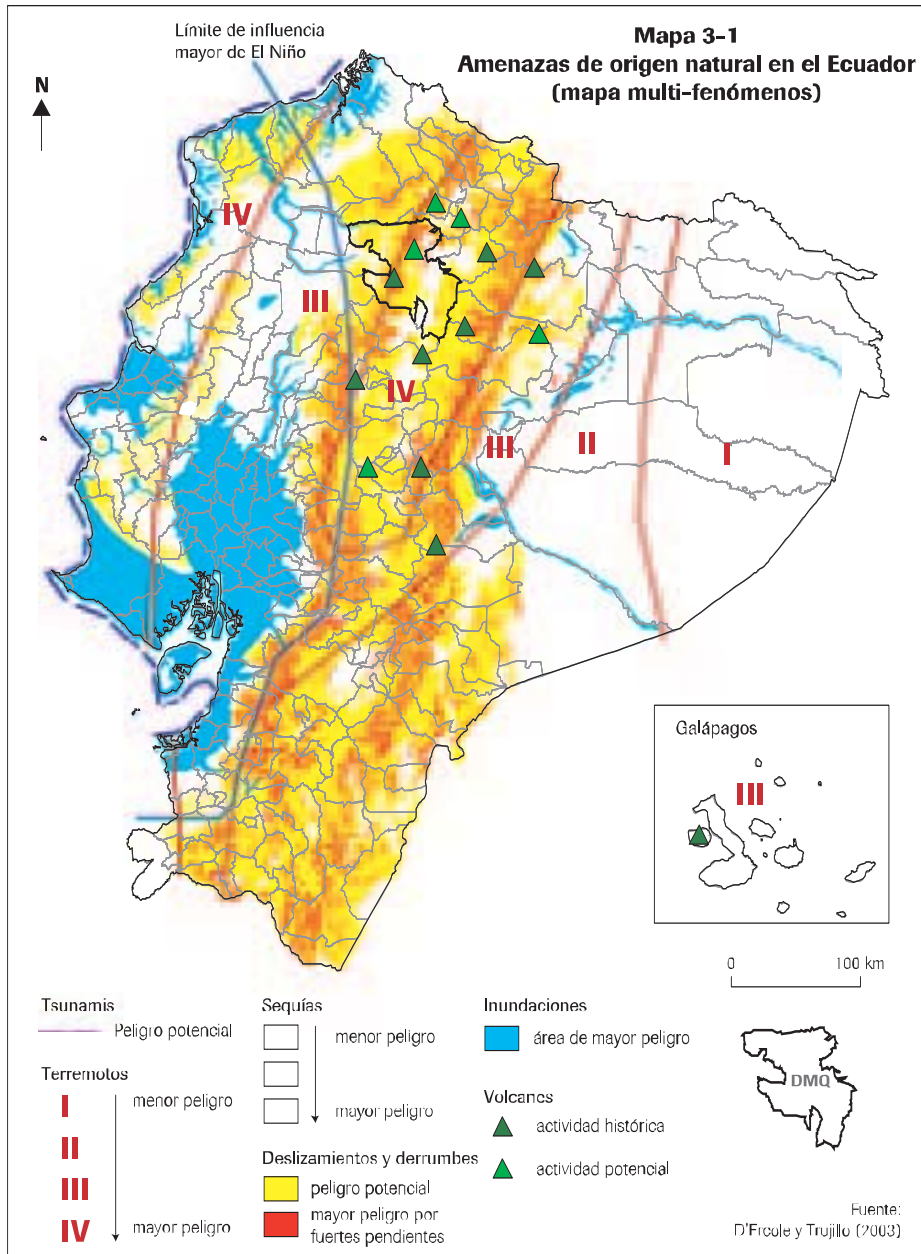 Límite de influencia
mayor de El Niño
Mapa 3-1
Amenazas de origen natural en el Ecuador
(mapa multi-fenómenos)
N
IV
III
IV
III
II
I
Galápagos
III
0 100 km
Tsunamis
Peligro potencial
Terremotos
I menor peligro
II
III
IV mayor peligro
Sequías
menor peligro
mayor peligro
Deslizamientos y derrumbes
peligro potencial
mayor peligro por
fuertes pendientes
Inundaciones
área de mayor peligro
Volcanes
actividad histórica
actividad potencial
DMQ
Fuente:
D'Ercole y Trujillo (2003)